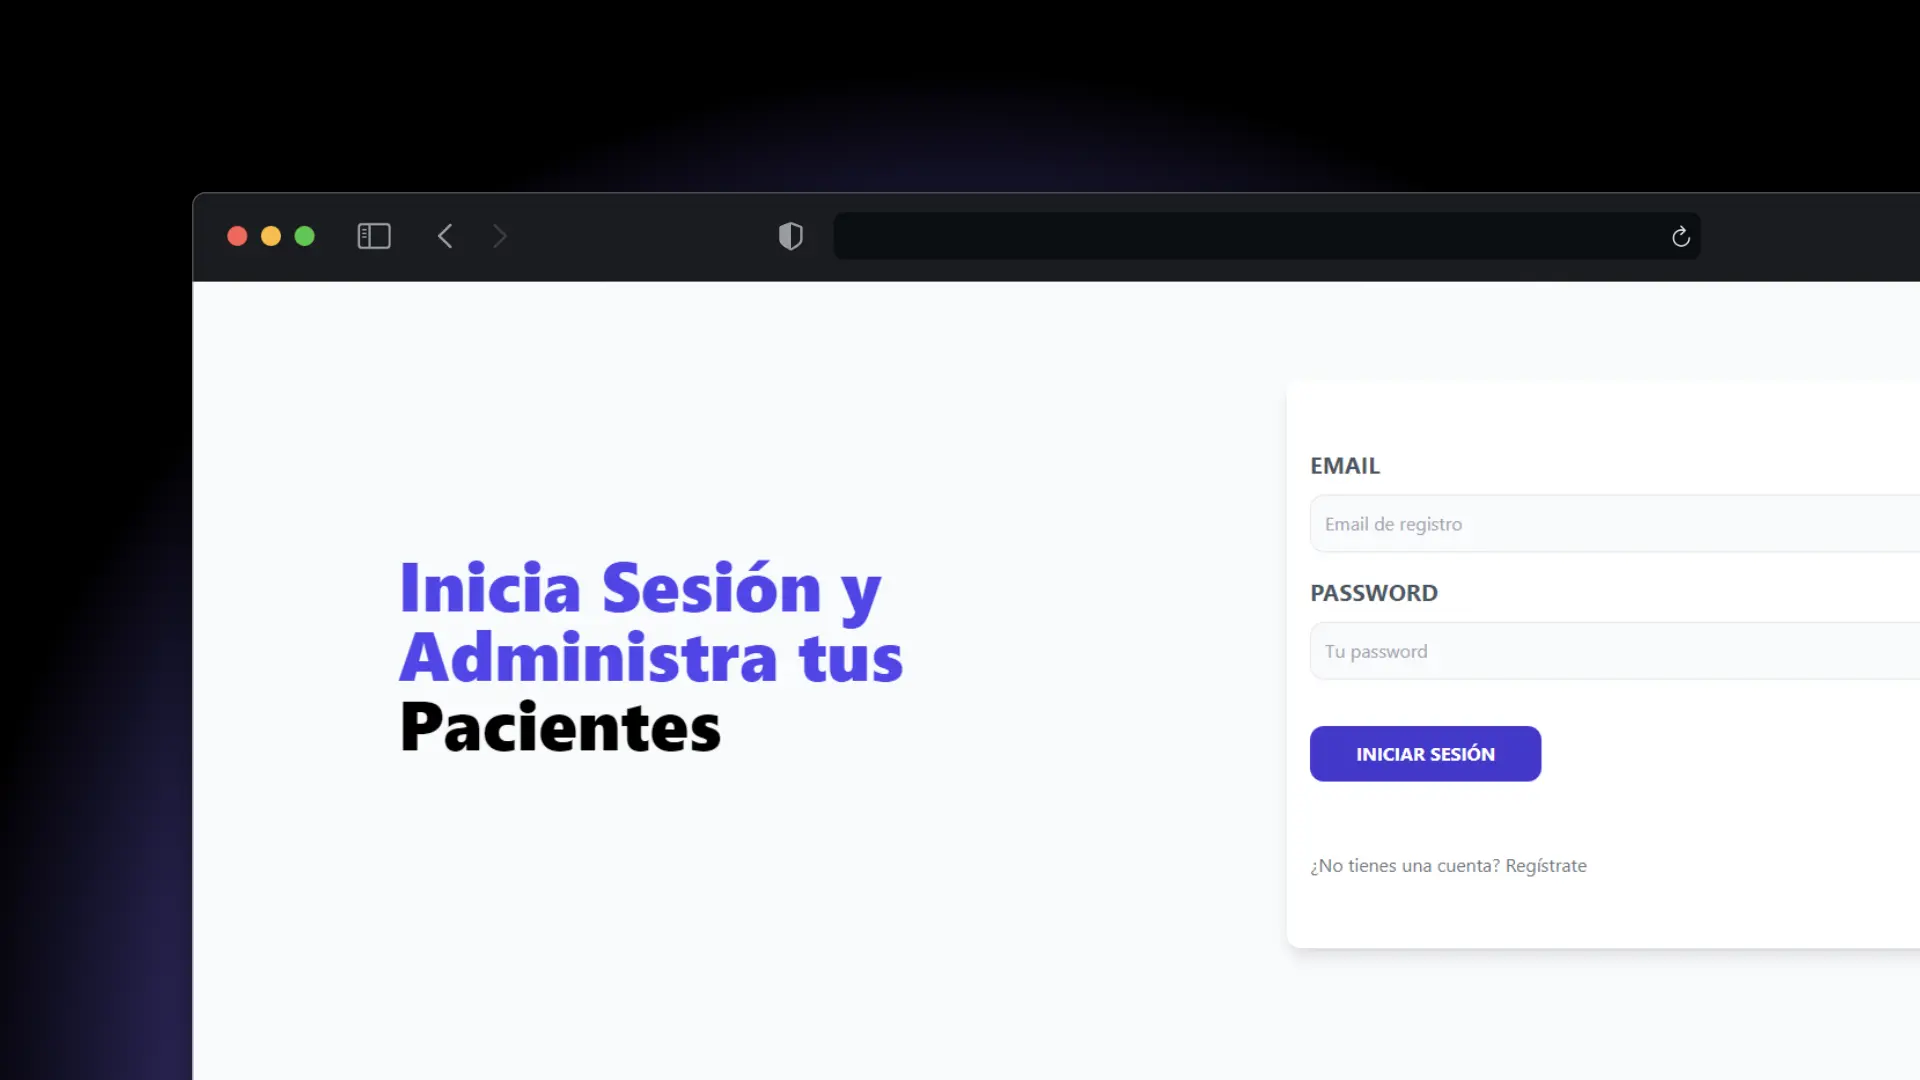 Inicia Sesión y
Administra tus
Pacientes
EMAIL
Email de registro
PASSWORD
Tu password
INICIAR SESIÓN
¿No tienes una cuenta? Regístrate